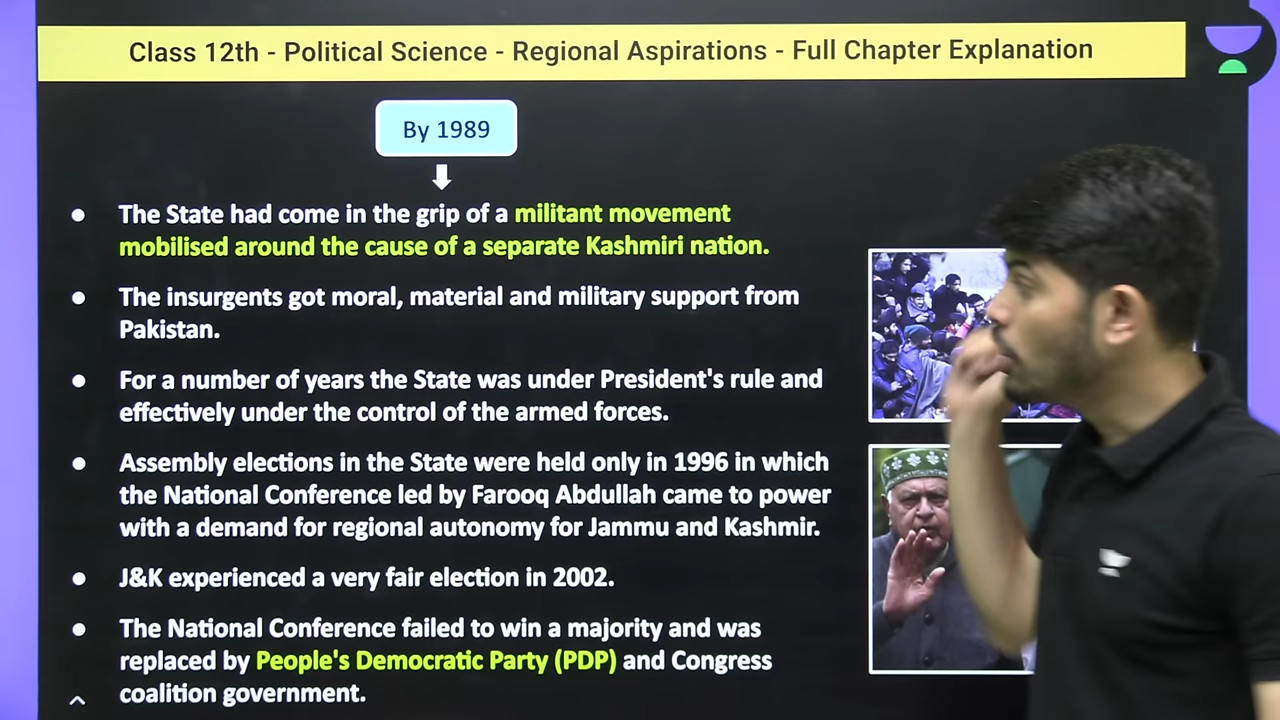 Class 12th - Political Science - Regional Aspirations - Full Chapter Explanation
By 1989
● The State had come in the grip of a militant movement
mobilised around the cause of a separate Kashmiri nation.
● The insurgents got moral, material and military support from
Pakistan.
● For a number of years the State was under President's rule and
effectively under the control of the armed forces.
● Assembly elections in the State were held only in 1996 in which
the National Conference led by Farooq Abdullah came to power
with a demand for regional autonomy for Jammu and Kashmir.
● J&K experienced a very fair election in 2002.
● The National Conference failed to win a majority and was
replaced by People's Democratic Party (PDP) and Congress
coalition government.